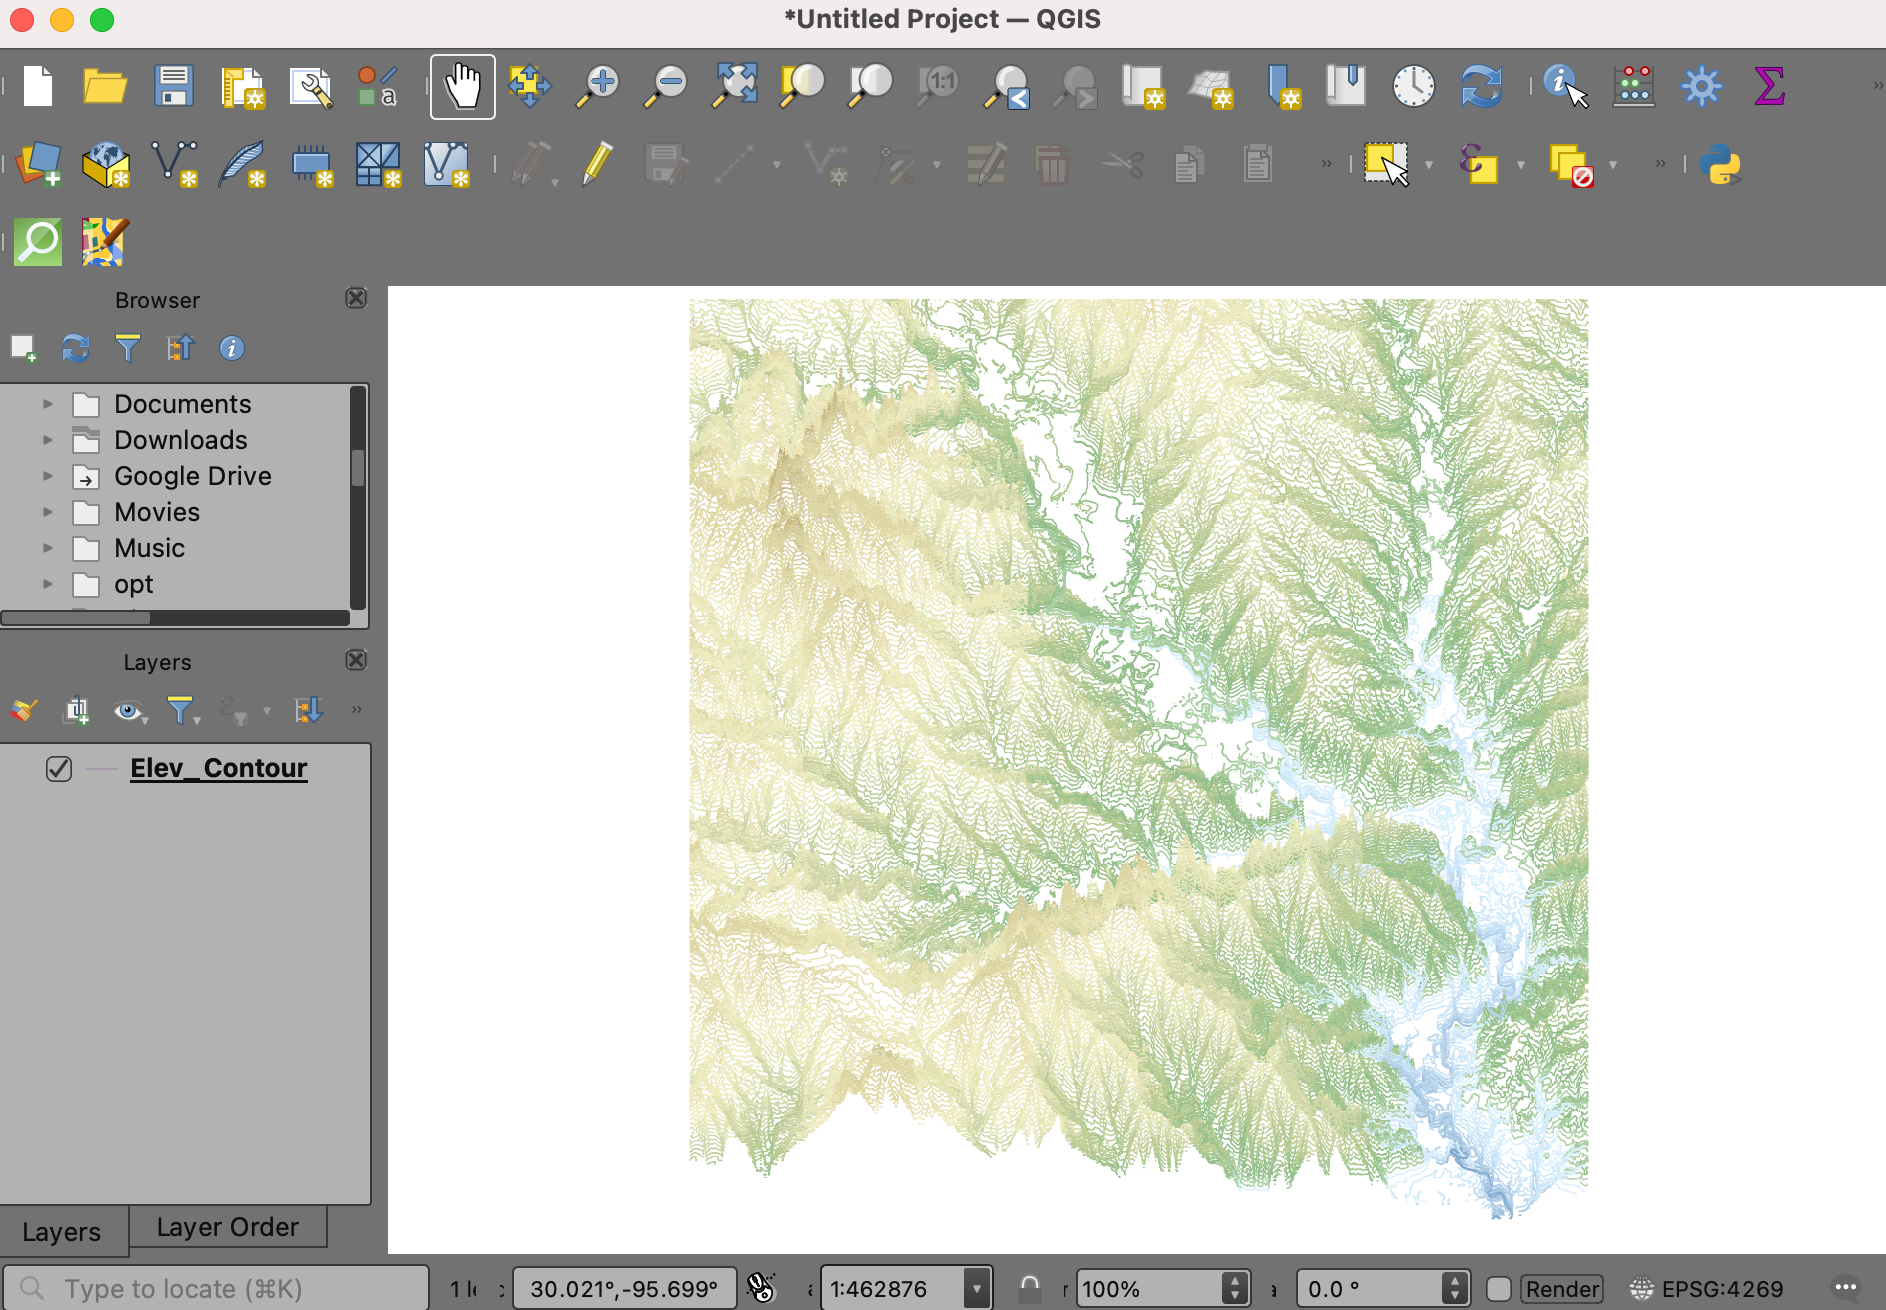 *Untitled Project — QGIS
1:1
a
Browser
Documents
Downloads
Google Drive
Movies
Music
opt
Layers
Elev_Contour
Layers
Layer Order
Type to locate (⌘K)
30.021°,-95.699°
1:462876
100%
0.0 °
Render
EPSG:4269